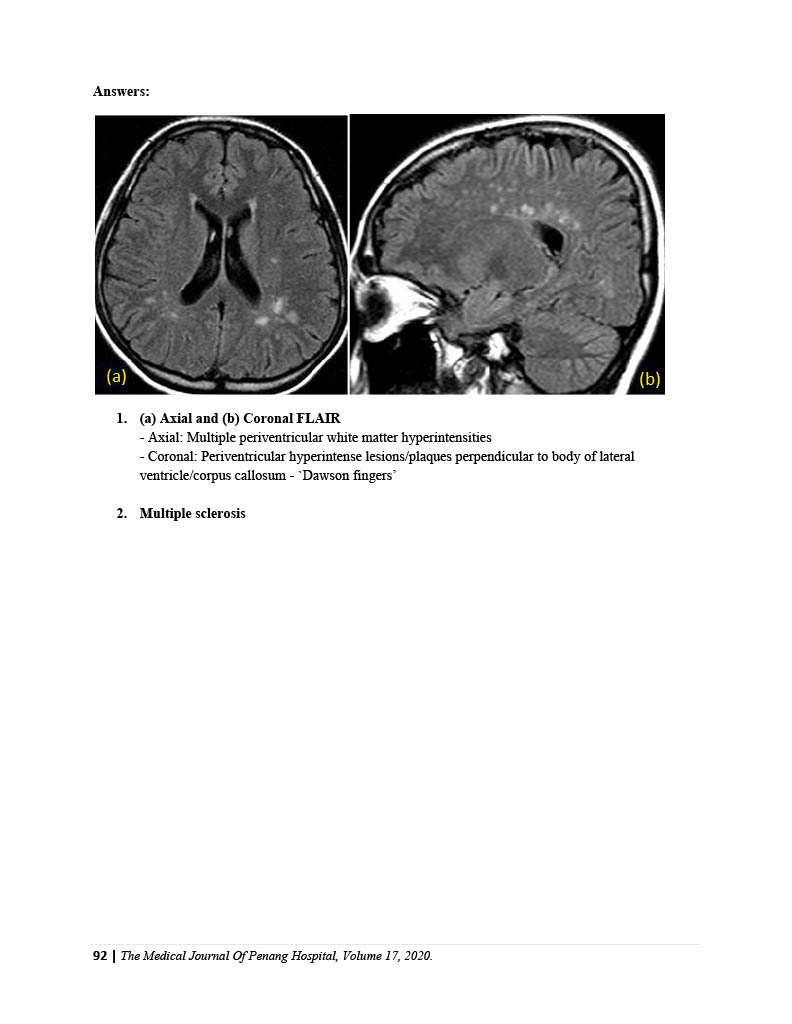 Answers:
(a)
(b)
1. (a) Axial and (b) Coronal FLAIR
- Axial: Multiple periventricular white matter hyperintensities
- Coronal: Periventricular hyperintense lesions/plaques perpendicular to body of lateral
ventricle/corpus callosum - `Dawson fingers’
2. Multiple sclerosis
92 | The Medical Journal Of Penang Hospital, Volume 17, 2020.